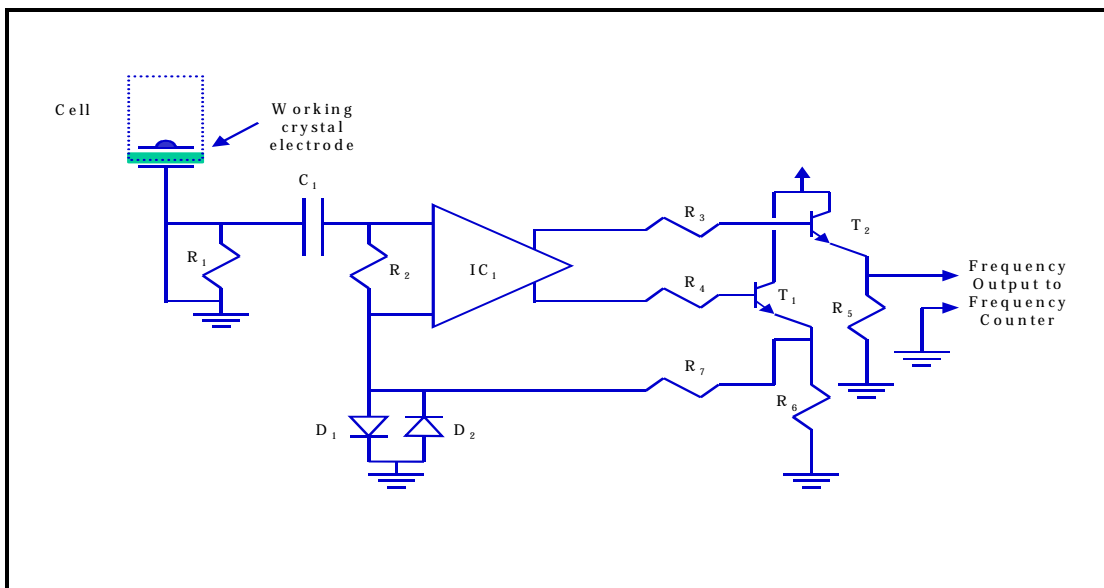 Cell
Working
crystal
electrode
C₁
R₁
R₂
IC₁
R₃
R₄
T₂
T₁
R₅
Frequency
Output to
Frequency
Counter
R₇
R₆
D₁
D₂